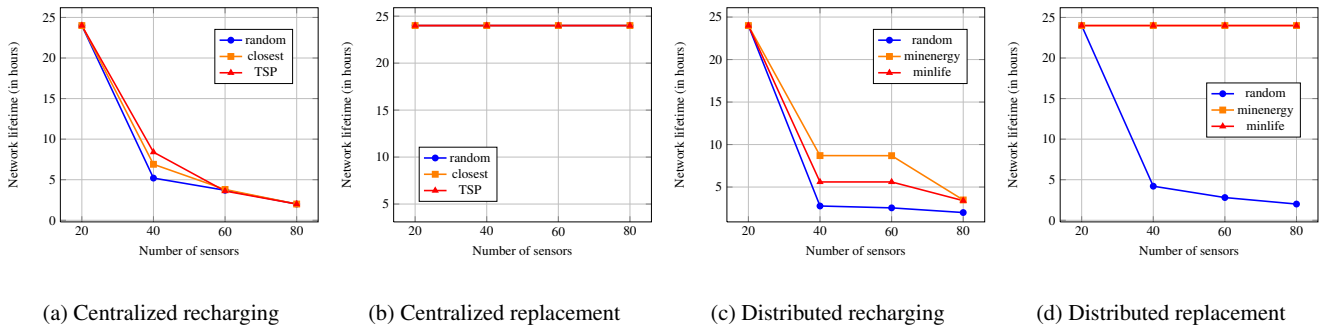 Network lifetime (in hours)
25
20
15
10
5
0
20
40
60
80
Number of sensors
random
closest
TSP
(a) Centralized recharging
Network lifetime (in hours)
25
20
15
10
5
20
40
60
80
Number of sensors
random
closest
TSP
(b) Centralized replacement
Network lifetime (in hours)
25
20
15
10
5
20
40
60
80
Number of sensors
random
minenergy
minlife
(c) Distributed recharging
Network lifetime (in hours)
25
20
15
10
5
0
20
40
60
80
Number of sensors
random
minenergy
minlife
(d) Distributed replacement